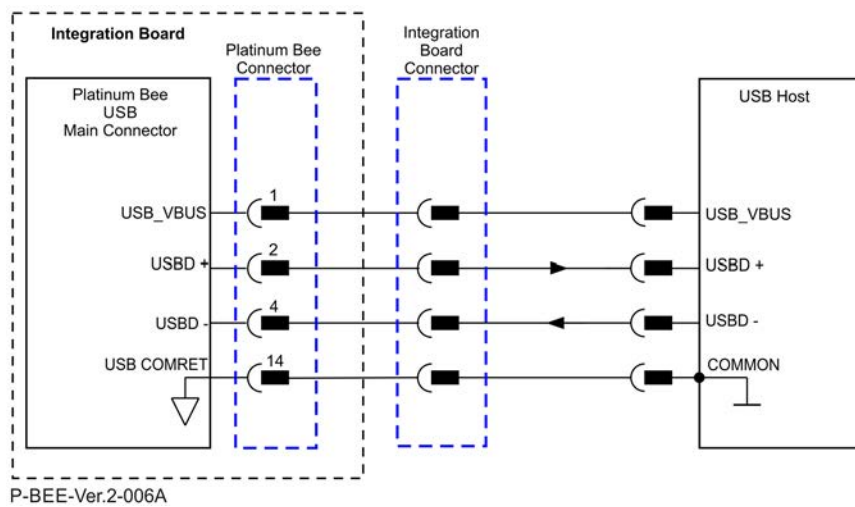 Integration Board
Platinum Bee
Connector
Integration
Board
Connector
Platinum Bee
USB
Main Connector
USB Host
1
USB_VBUS
USB_VBUS
2
USBD +
USBD +
4
USBD -
USBD -
USB COMRET
14
COMMON
P-BEE-Ver.2-006A